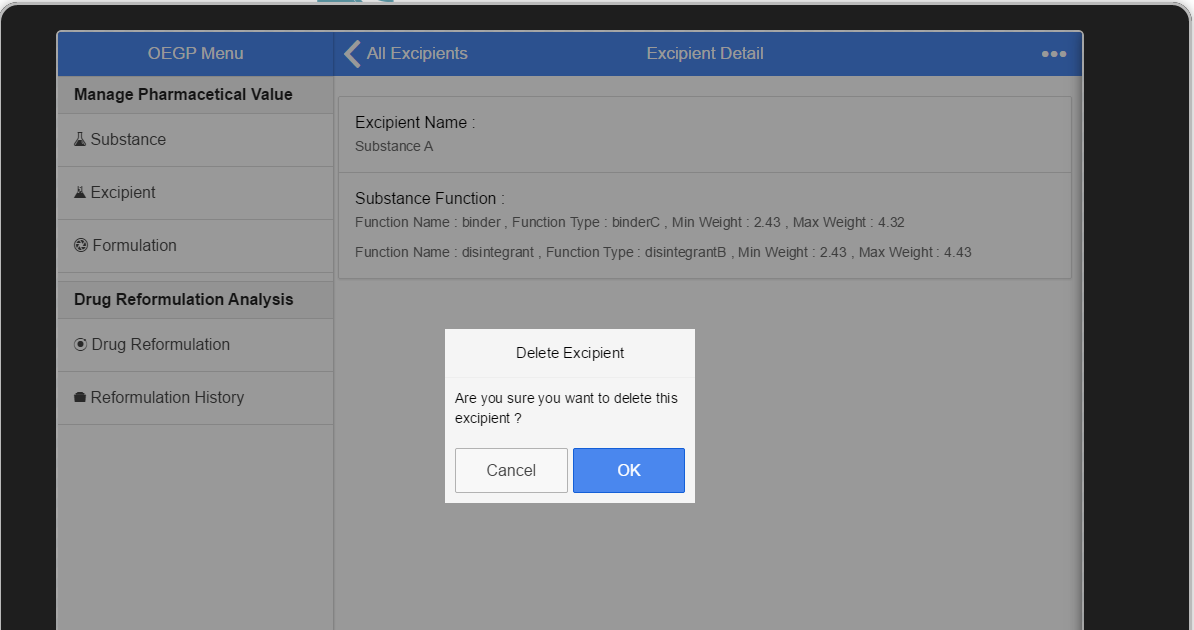 OEGP Menu
All Excipients
Excipient Detail
Manage Pharmacetical Value
Substance
Excipient
Formulation
Drug Reformulation Analysis
Drug Reformulation
Reformulation History
Excipient Name :
Substance A
Substance Function :
Function Name : binder , Function Type : binderC , Min Weight : 2.43 , Max Weight : 4.32
Function Name : disintegrant , Function Type : disintegrantB , Min Weight : 2.43 , Max Weight : 4.43
Delete Excipient
Are you sure you want to delete this
excipient ?
Cancel
OK